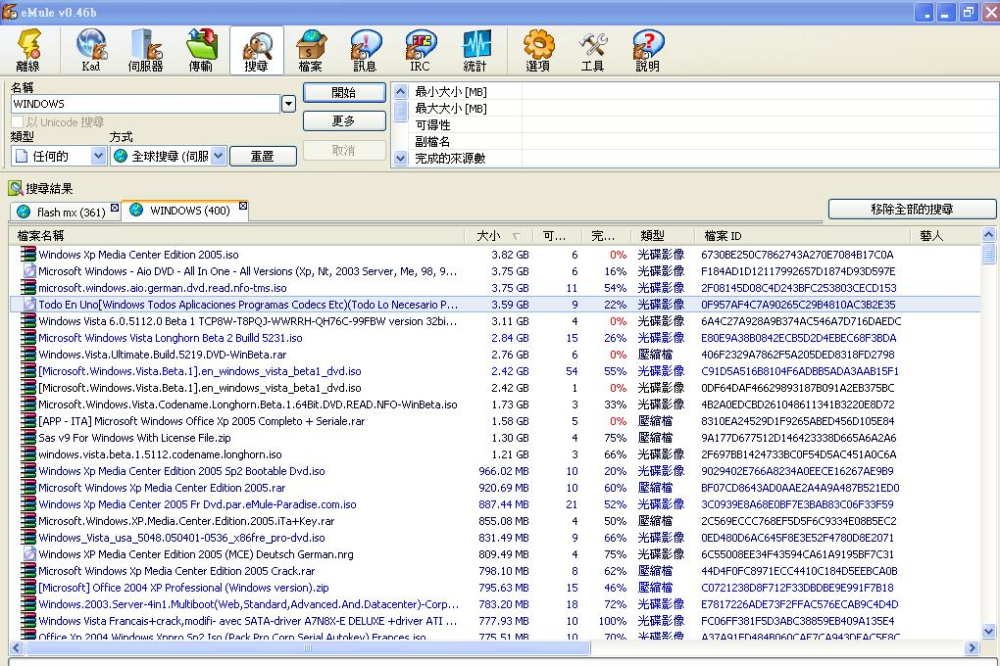 eMule v0.46b
離線 Kad 伺服器 傳輸 搜尋 檔案 訊息 IRC 統計 選項 工具 說明
名稱
WINDOWS
以 Unicode 搜尋
類型 方式
任何的 全球搜尋 (伺服 重置
開始
更多
取消
最小大小 [MB]
最大大小 [MB]
可得性
副檔名
完成的來源數
搜尋結果
flash mx (361) WINDOWS (400) 移除全部的搜尋
檔案名稱 大小 可... 完... 類型 檔案 ID 藝人
Windows Xp Media Center Edition 2005.iso 3.82 GB 6 0% 光碟影像 6730BE250C7862743A270E7084B17C0A
Microsoft Windows - Aio DVD - All In One - All Versions (Xp, Nt, 2003 Server, Me, 98, 9... 3.75 GB 6 16% 光碟影像 F184AD1D12117992657D1874D93D597E
microsoft.windows.aio.german.dvd.read.nfo-tms.iso 3.75 GB 11 54% 光碟影像 2F08145D08C4D243BFC253803CECD153
Todo En Uno[Windows Todos Aplicaciones Programas Codecs Etc)(Todo Lo Necesario P... 3.59 GB 9 22% 光碟影像 0F957AF4C7A90265C29B4810AC3B2E35
Windows Vista 6.0.5112.0 Beta 1 TCP8W-T8PQJ-WWRRH-QH76C-99FBW version 32bi... 3.11 GB 4 0% 光碟影像 6A4C27A928A9B374AC546A7D716DAEDC
Microsoft Windows Vista Longhorn Beta 2 Builld 5231.iso 2.84 GB 15 26% 光碟影像 E80E9A38B0842ECB5D2D4EBEC68F3BDA
Windows.Vista.Ultimate.Build.5219.DVD-WinBeta.rar 2.76 GB 6 0% 壓縮檔 406F2329A7862F5A205DED8318FD2798
[Microsoft.Windows.Vista.Beta.1].en_windows_vista_beta1_dvd.iso 2.42 GB 54 55% 光碟影像 C91D5A516B8104F6ADBB5ADA3AAB15F1
[Microsoft.Windows.Vista.Beta.1].en_windows_vista_beta1_dvd.iso 2.42 GB 1 0% 光碟影像 0DF64DAF46629893187B091A2EB375BC
Microsoft.Windows.Vista.Codename.Longhorn.Beta.1.64Bit.DVD.READ.NFO-WinBeta.iso 1.73 GB 3 33% 光碟影像 4B2A0EDCBD261048611341B3220E8D72
[APP - ITA] Microsoft Windows Office Xp 2005 Completo + Seriale.rar 1.58 GB 5 0% 壓縮檔 8310EA24529D1F9265ABED456D105E84
Sas v9 For Windows With License File.zip 1.30 GB 4 75% 壓縮檔 9A177D677512D146423338D665A6A2A6
windows.vista.beta.1.5112.codename.longhorn.iso 1.21 GB 3 66% 光碟影像 2F697BB1424733BC0F54D5AC451A0C6A
Windows Xp Media Center Edition 2005 Sp2 Bootable Dvd.iso 966.02 MB 10 20% 光碟影像 9029402E766A8234A0EECE16267AE9B9
Microsoft Windows Xp Media Center Edition 2005.rar 920.69 MB 10 60% 壓縮檔 BF07CD8643AD0AAE2A4A9A487B521ED0
Windows Xp Media Center Edition 2005 Fr Dvd.par.eMule-Paradise.com.iso 887.44 MB 21 52% 光碟影像 3C0939E8A68E0BF7E3BAB83C06F33F59
Microsoft.Windows.XP.Media.Center.Edition.2005.iTa+Key.rar 855.08 MB 4 50% 壓縮檔 2C569ECCC768EF5D5F6C9334E08B5EC2
Windows_Vista_usa_5048.050401-0536_x86fre_pro-dvd.iso 831.49 MB 9 66% 光碟影像 0ED480D6AC645F8E3E52F4780D8E2071
Windows XP Media Center Edition 2005 (MCE) Deutsch German.nrg 809.49 MB 4 75% 光碟影像 6C55008EE34F43594CA61A9195BF7C31
Microsoft Windows Xp Media Center Edition 2005 Crack.rar 798.10 MB 8 62% 壓縮檔 44D4F0FC8971ECC4410C184D5EEBCA0B
[Microsoft] Office 2004 XP Professional (Windows version).zip 795.63 MB 15 46% 壓縮檔 C0721238D8F712F33DBDBE9E991F7B18
Windows.2003.Server-4in1.Multiboot(Web,Standard,Advanced.And.Datacenter)-Corp... 783.20 MB 18 72% 光碟影像 E7817226ADE73F2FFAC576ECAB9C4D4D
Windows Vista Francais+crack,modifi- avec SATA-driver A7N8X-E DELUXE +driver ATI ... 777.93 MB 10 100% 光碟影像 FC06FF381F5D3ABC38859EB409A135E4
Office Xp 2004 Windows Xppro Sp2 Iso (Pack Pro Corp Serial Autokey) Frances.iso 775.51 MB 10 70% 光碟影像 A37A91ED484B060CAE7CA943DEAC5E8C